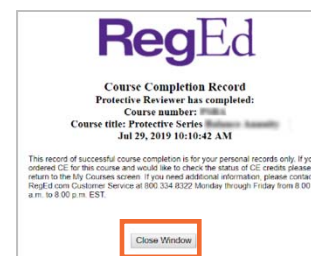 RegEd
Course Completion Record
Protective Reviewer has completed:
Course number:
Course title: Protective Series
Jul 29, 2019 10:10:42 AM
This record of successful course completion is for your personal records only. If yo
ordered CE for this course and would like to check the status of CE credits please
return to the My Courses screen. If you need additional information, please contac
RegEd.com Customer Service at 800 334 8322 Monday through Friday from 8:00
a.m. to 8:00 p.m. EST.
Close Window